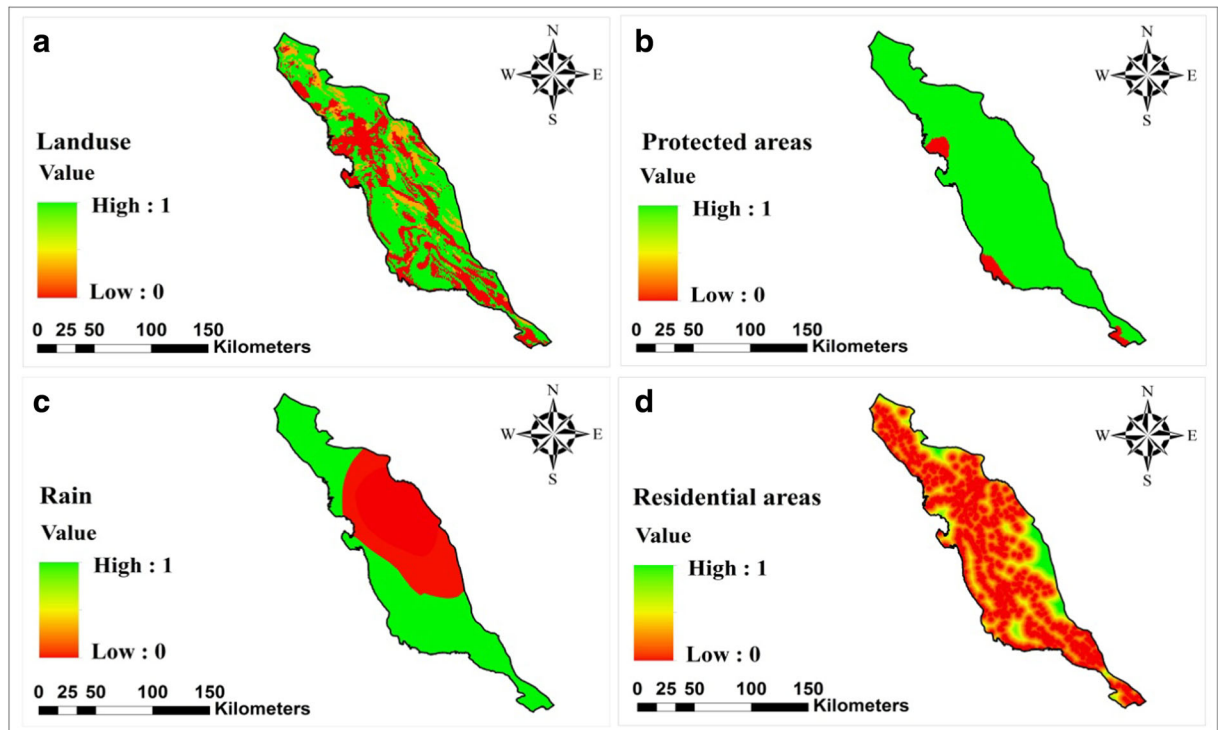 a
N
W
E
S
Landuse
Value
High : 1
Low : 0
0 25 50 100 150
Kilometers
b
N
W
E
S
Protected areas
Value
High : 1
Low : 0
0 25 50 100 150
Kilometers
c
N
W
E
S
Rain
Value
High : 1
Low : 0
0 25 50 100 150
Kilometers
d
N
W
E
S
Residential areas
Value
High : 1
Low : 0
0 25 50 100 150
Kilometers